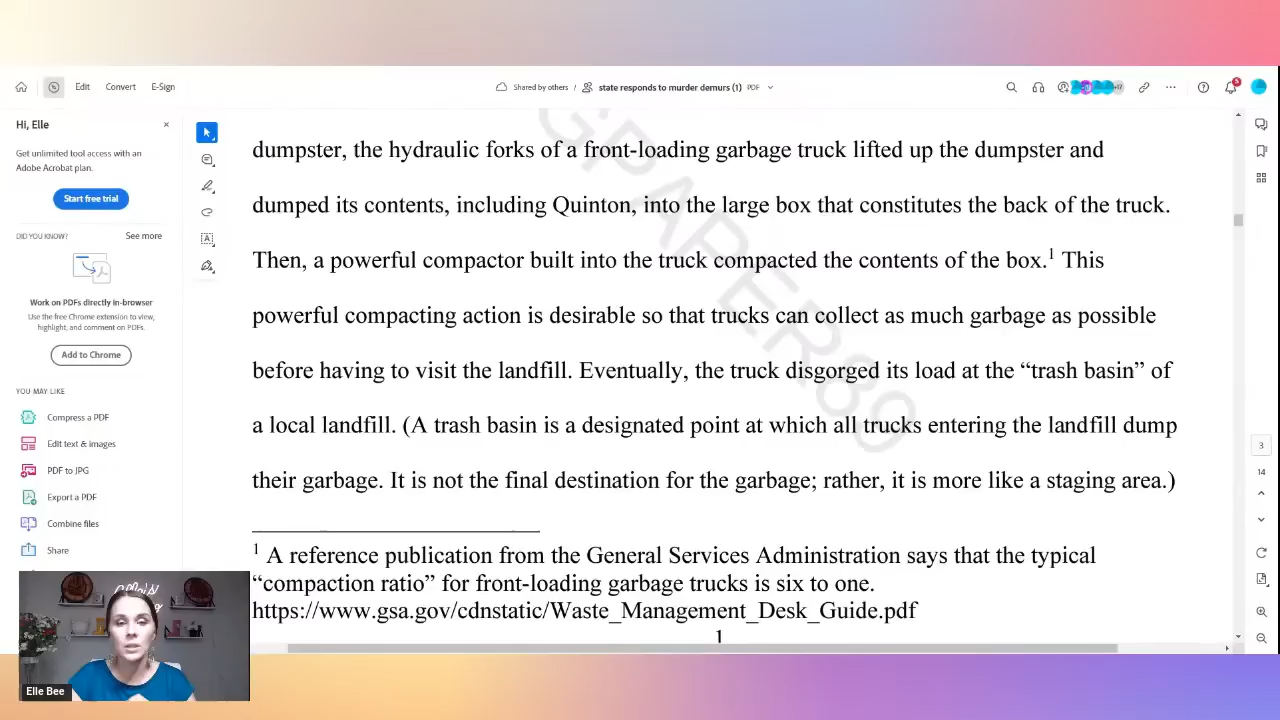 Edit
Convert
E-Sign
Shared by others / state responds to murder demurs (1) PDF
5
Hi, Elle
Get unlimited tool access with an
Adobe Acrobat plan.
Start free trial
DID YOU KNOW?
See more
Work on PDFs directly in-browser
Use the free Chrome extension to view,
highlight, and comment on PDFs.
Add to Chrome
YOU MAY LIKE
Compress a PDF
Edit text & images
PDF to JPG
Export a PDF
Combine files
Share
dumpster, the hydraulic forks of a front-loading garbage truck lifted up the dumpster and
dumped its contents, including Quinton, into the large box that constitutes the back of the truck.
Then, a powerful compactor built into the truck compacted the contents of the box.1 This
powerful compacting action is desirable so that trucks can collect as much garbage as possible
before having to visit the landfill. Eventually, the truck disgorged its load at the “trash basin” of
a local landfill. (A trash basin is a designated point at which all trucks entering the landfill dump
their garbage. It is not the final destination for the garbage; rather, it is more like a staging area.)
1 A reference publication from the General Services Administration says that the typical
“compaction ratio” for front-loading garbage trucks is six to one.
https://www.gsa.gov/cdnstatic/Waste_Management_Desk_Guide.pdf
1
GPAPER89
3
14
Elle Bee